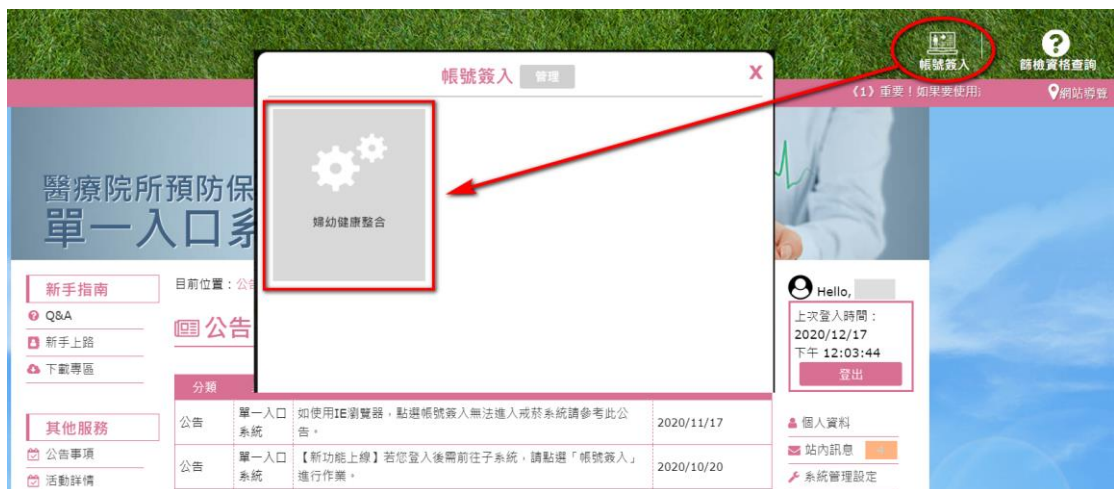 帳號簽入
篩檢資格查詢
帳號簽入 管理 X
《1》重要！如果要使用
網站導覽
醫療院所預防保
單一入口系
婦幼健康整合
新手指南
Q&A
新手上路
下載專區
其他服務
公告事項
活動詳情
目前位置：公告
公告
分類
公告 單一入口系統 如使用IE瀏覽器，點選帳號簽入無法進入戒菸系統請參考此公 2020/11/17
告。
公告 單一入口系統 【新功能上線】若您登入後需前往子系統，請點選「帳號簽入」 2020/10/20
進行作業。
Hello,
上次登入時間：
2020/12/17
下午 12:03:44
登出
個人資料
站內訊息 4
系統管理設定